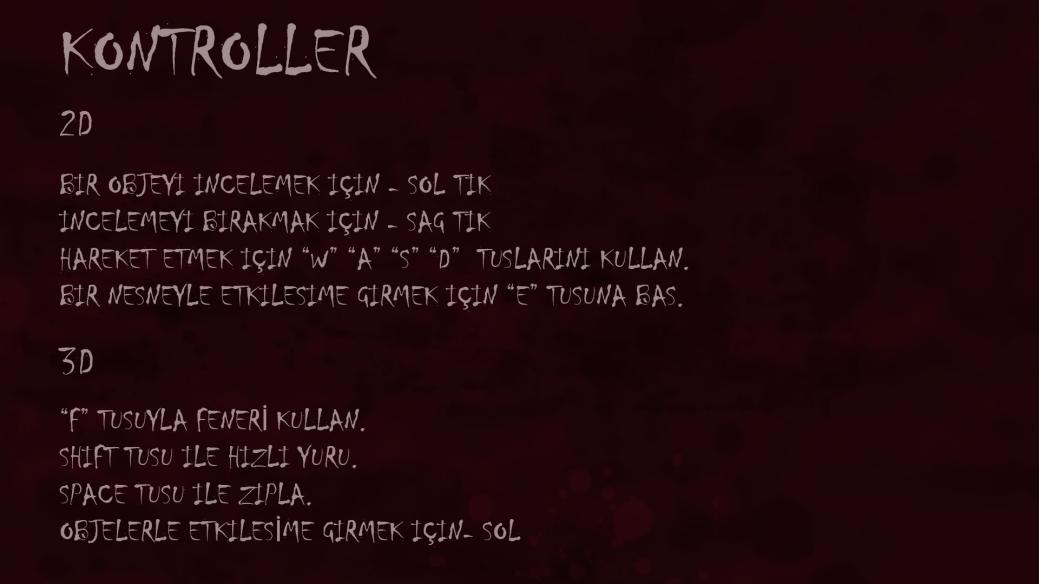 KONTROLLER
2D
BIR OBJEYI INCELEMEK IÇIN - SOL TIK
INCELEMEYI BIRAKMAK IÇIN - SAG TIK
HAREKET ETMEK IÇIN “W” “A” “S” “D” TUSLARINI KULLAN.
BIR NESNEYLE ETKILESIME GIRMEK IÇIN “E” TUSUNA BAS.
3D
“F” TUSUYLA FENERİ KULLAN.
SHIFT TUSU ILE HIZLI YURU.
SPACE TUSU ILE ZIPLA.
OBJELERLE ETKILESİME GIRMEK IÇIN- SOL